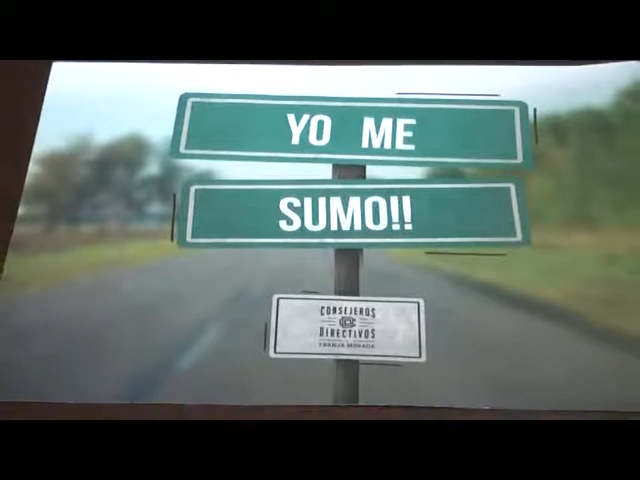 YO ME
SUMO!!
CONSEJEROS
DIRECTIVOS
FRANJA MORADA